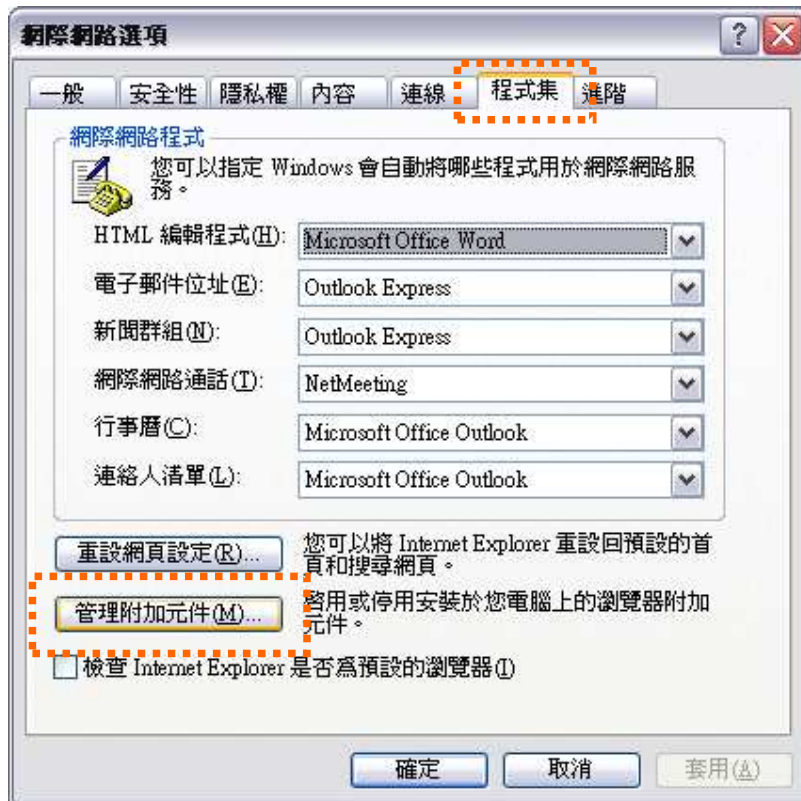 網際網路選項
一般 安全性 隱私權 內容 連線 程式集 進階
網際網路程式
您可以指定 Windows 會自動將哪些程式用於網際網路服
務。
HTML 編輯程式(H): Microsoft Office Word
電子郵件位址(E): Outlook Express
新聞群組(N): Outlook Express
網際網路通話(T): NetMeeting
行事曆(C): Microsoft Office Outlook
連絡人清單(L): Microsoft Office Outlook
重設網頁設定(R)... 您可以將 Internet Explorer 重設回預設的首
頁和搜尋網頁。
管理附加元件(M)... 啓用或停用安裝於您電腦上的瀏覽器附加
元件。
檢查 Internet Explorer 是否爲預設的瀏覽器(I)
確定 取消 套用(A)